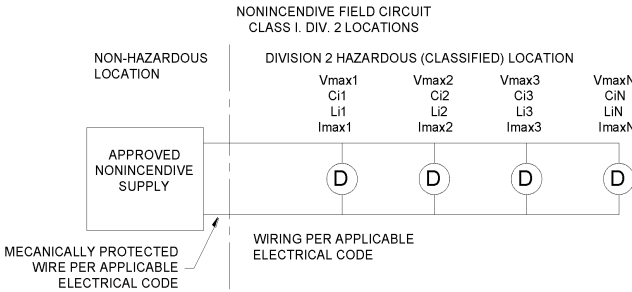 NONINCENDIVE FIELD CIRCUIT
CLASS I. DIV. 2 LOCATIONS
NON-HAZARDOUS
LOCATION
DIVISION 2 HAZARDOUS (CLASSIFIED) LOCATION
Vmax1 Vmax2 Vmax3 VmaxN
Ci1 Ci2 Ci3 CiN
Li1 Li2 Li3 LiN
Imax1 Imax2 Imax3 ImaxN
APPROVED
NONINCENDIVE
SUPPLY
D D D D
MECANICALLY PROTECTED
WIRE PER APPLICABLE
ELECTRICAL CODE
WIRING PER APPLICABLE
ELECTRICAL CODE